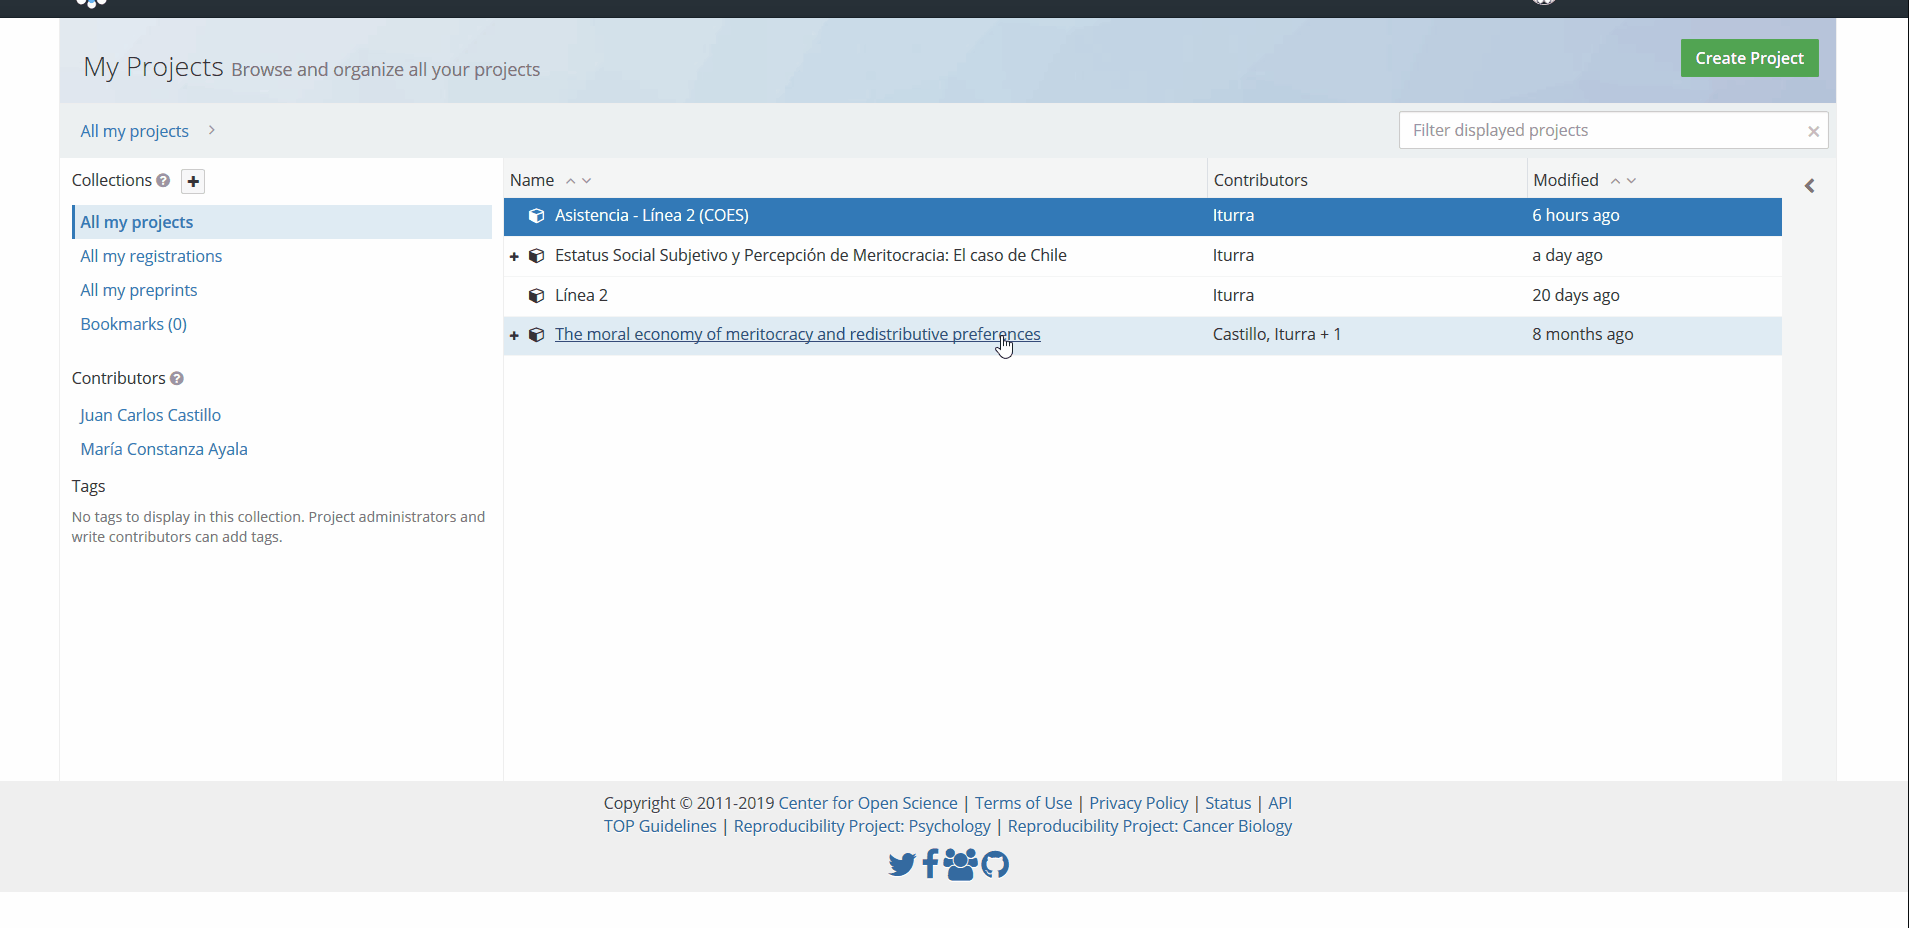 My Projects Browse and organize all your projects
Create Project
All my projects
Filter displayed projects
Collections
All my projects
All my registrations
All my preprints
Bookmarks (0)
Contributors
Juan Carlos Castillo
María Constanza Ayala
Tags
No tags to display in this collection. Project administrators and
write contributors can add tags.
Name Contributors Modified
Asistencia - Línea 2 (COES) Iturra 6 hours ago
Estatus Social Subjetivo y Percepción de Meritocracia: El caso de Chile Iturra a day ago
Línea 2 Iturra 20 days ago
The moral economy of meritocracy and redistributive preferences Castillo, Iturra + 1 8 months ago
Copyright © 2011-2019 Center for Open Science | Terms of Use | Privacy Policy | Status | API
TOP Guidelines | Reproducibility Project: Psychology | Reproducibility Project: Cancer Biology